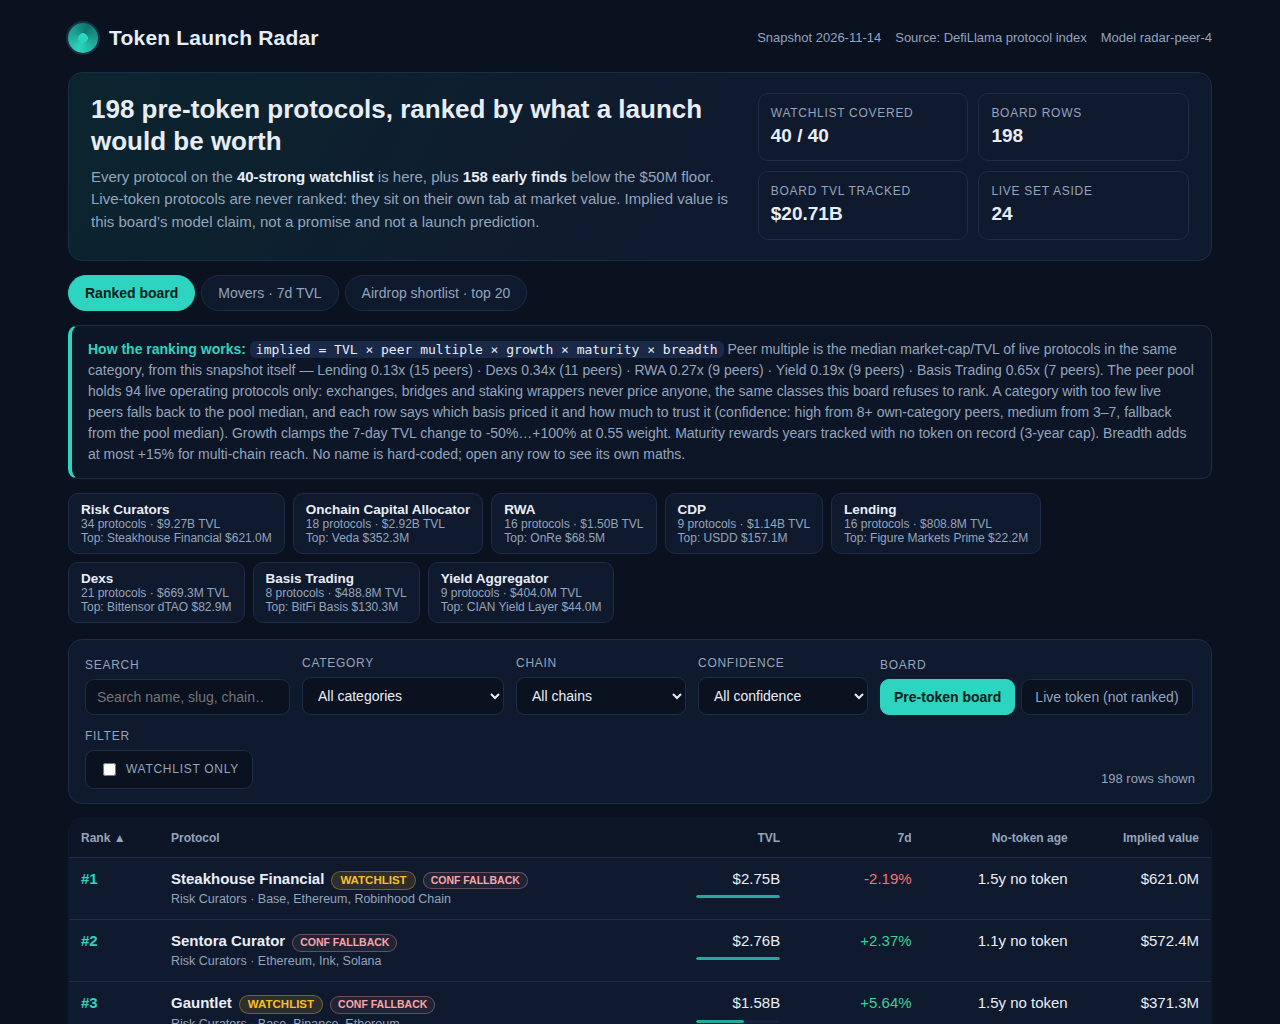 Token Launch Radar
Snapshot 2026-11-14 Source: DefiLlama protocol index Model radar-peer-4
198 pre-token protocols, ranked by what a launch
would be worth
Every protocol on the 40-strong watchlist is here, plus 158 early finds below the $50M floor.
Live-token protocols are never ranked: they sit on their own tab at market value. Implied value is
this board's model claim, not a promise and not a launch prediction.
WATCHLIST COVERED
40 / 40
BOARD ROWS
198
BOARD TVL TRACKED
$20.71B
LIVE SET ASIDE
24
Ranked board
Movers · 7d TVL
Airdrop shortlist · top 20
How the ranking works: implied = TVL × peer multiple × growth × maturity × breadth Peer multiple is the median market-cap/TVL of live protocols in the same
category, from this snapshot itself — Lending 0.13x (15 peers) · Dexs 0.34x (11 peers) · RWA 0.27x (9 peers) · Yield 0.19x (9 peers) · Basis Trading 0.65x (7 peers). The peer pool
holds 94 live operating protocols only: exchanges, bridges and staking wrappers never price anyone, the same classes this board refuses to rank. A category with too few live
peers falls back to the pool median, and each row says which basis priced it and how much to trust it (confidence: high from 8+ own-category peers, medium from 3–7, fallback
from the pool median). Growth clamps the 7-day TVL change to -50%…+100% at 0.55 weight. Maturity rewards years tracked with no token on record (3-year cap). Breadth adds
at most +15% for multi-chain reach. No name is hard-coded; open any row to see its own maths.
Risk Curators
34 protocols · $9.27B TVL
Top: Steakhouse Financial $621.0M
Onchain Capital Allocator
18 protocols · $2.92B TVL
Top: Veda $352.3M
RWA
16 protocols · $1.50B TVL
Top: OnRe $68.5M
CDP
9 protocols · $1.14B TVL
Top: USDD $157.1M
Lending
16 protocols · $808.8M TVL
Top: Figure Markets Prime $22.2M
Dexs
21 protocols · $669.3M TVL
Top: Bittensor dTAO $82.9M
Basis Trading
8 protocols · $488.8M TVL
Top: BitFi Basis $130.3M
Yield Aggregator
9 protocols · $404.0M TVL
Top: CIAN Yield Layer $44.0M
SEARCH
Search name, slug, chain..
CATEGORY
All categories
CHAIN
All chains
CONFIDENCE
All confidence
BOARD
Pre-token board
Live token (not ranked)
FILTER
WATCHLIST ONLY
198 rows shown
Rank ▲ Protocol TVL 7d No-token age Implied value
#1 Steakhouse Financial WATCHLIST CONF FALLBACK $2.75B -2.19% 1.5y no token $621.0M
Risk Curators · Base, Ethereum, Robinhood Chain
#2 Sentora Curator CONF FALLBACK $2.76B +2.37% 1.1y no token $572.4M
Risk Curators · Ethereum, Ink, Solana
#3 Gauntlet WATCHLIST CONF FALLBACK $1.58B +5.64% 1.5y no token $371.3M
Risk Curators · Base, Binance, Ethereum